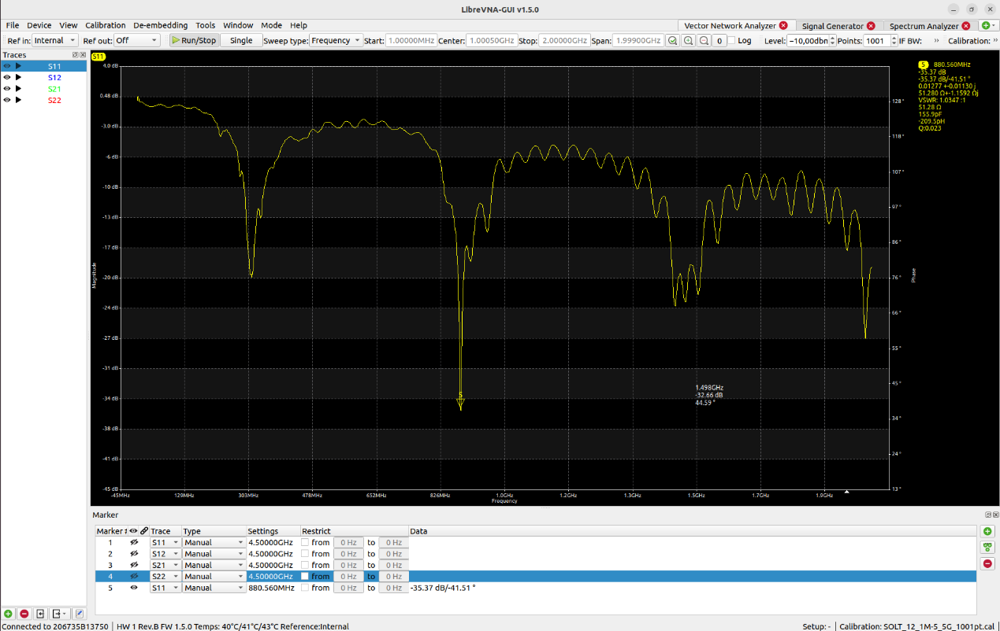 LibreVNA-GUI v1.5.0
File Device View Calibration De-embedding Tools Window Mode Help
Vector Network Analyzer Signal Generator Spectrum Analyzer
Ref in: Internal Ref out: Off Run/Stop Single Sweep type: Frequency Start: 1.00000MHz Center: 1.00050GHz Stop: 2.00000GHz Span: 1.99900GHz 0 Log Level: −10,00dbn Points: 1001 IF BW: » Calibration: »
Traces
S11
S12
S21
S22
S11
4.0 dB
0.48 dB
-3.0 dB
-6 dB
-10 dB
-13 dB
-17 dB
-20 dB
-24 dB
-27 dB
-31 dB
-34 dB
-38 dB
-41 dB
-45 dB
Magnitude
128°
118°
107°
97°
86°
76°
66°
55°
45°
34°
24°
13°
Phase
-45MHz 129MHz 303MHz 478MHz 652MHz 826MHz 1.0GHz 1.2GHz 1.3GHz 1.5GHz 1.7GHz 1.9GHz
Frequency
5
1.498GHz
-32.66 dB
44.59 °
5 880.560MHz
-35.37 dB
-35.37 dB/-41.51 °
0.01277 +-0.01130 j
51.280 Ω+-1.1592 Ωj
VSWR: 1.0347 :1
51.28 Ω
155.9pF
-209.5pH
Q:0.023
Marker
Marker # Trace Type Settings Restrict Data
1 S11 Manual 4.50000GHz from 0 Hz to 0 Hz
2 S12 Manual 4.50000GHz from 0 Hz to 0 Hz
3 S21 Manual 4.50000GHz from 0 Hz to 0 Hz
4 S22 Manual 4.50000GHz from 0 Hz to 0 Hz
5 S11 Manual 880.560MHz from 0 Hz to 0 Hz -35.37 dB/-41.51 °
Connected to 206735B13750 HW 1 Rev.B FW 1.5.0 Temps: 40°C/41°C/43°C Reference:Internal Setup: - Calibration: SOLT_12_1M-5_5G_1001pt.cal